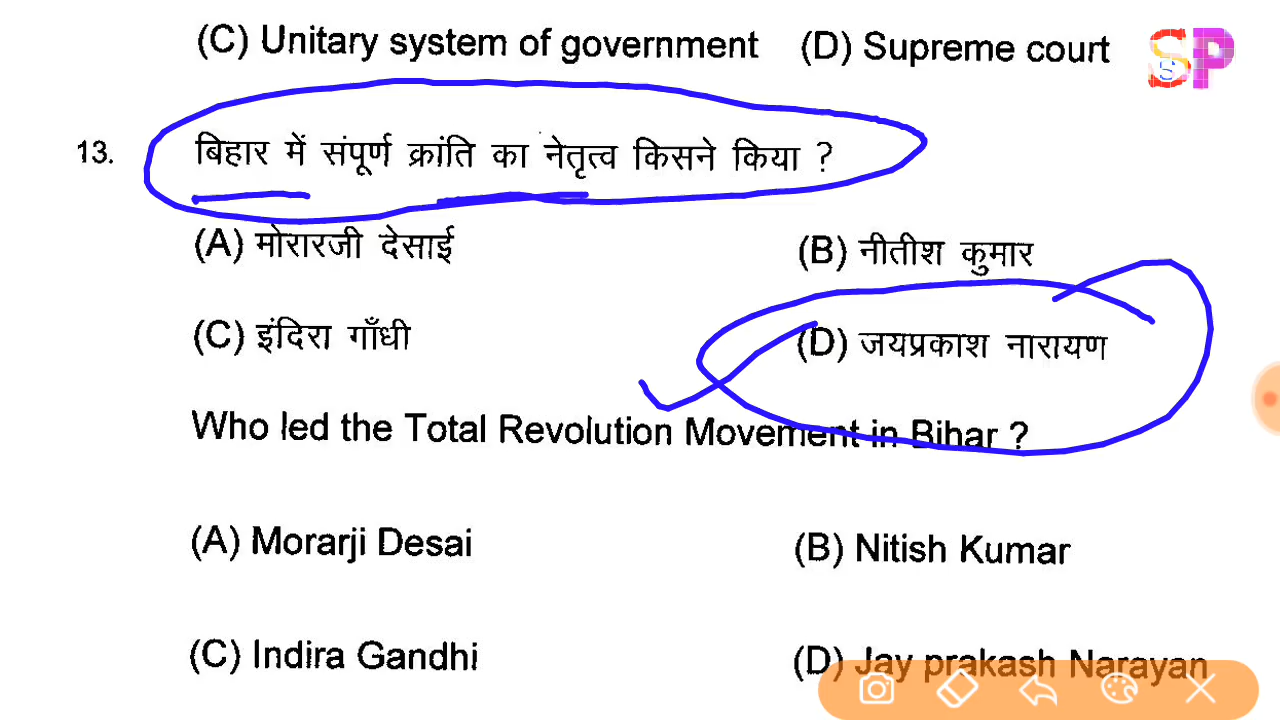 (C) Unitary system of government (D) Supreme court
SP
S
13. बिहार में संपूर्ण क्रांति का नेतृत्व किसने किया ?
(A) मोरारजी देसाई (B) नीतीश कुमार
(C) इंदिरा गाँधी (D) जयप्रकाश नारायण
Who led the Total Revolution Movement in Bihar ?
(A) Morarji Desai (B) Nitish Kumar
(C) Indira Gandhi (D) Jay prakash Narayan